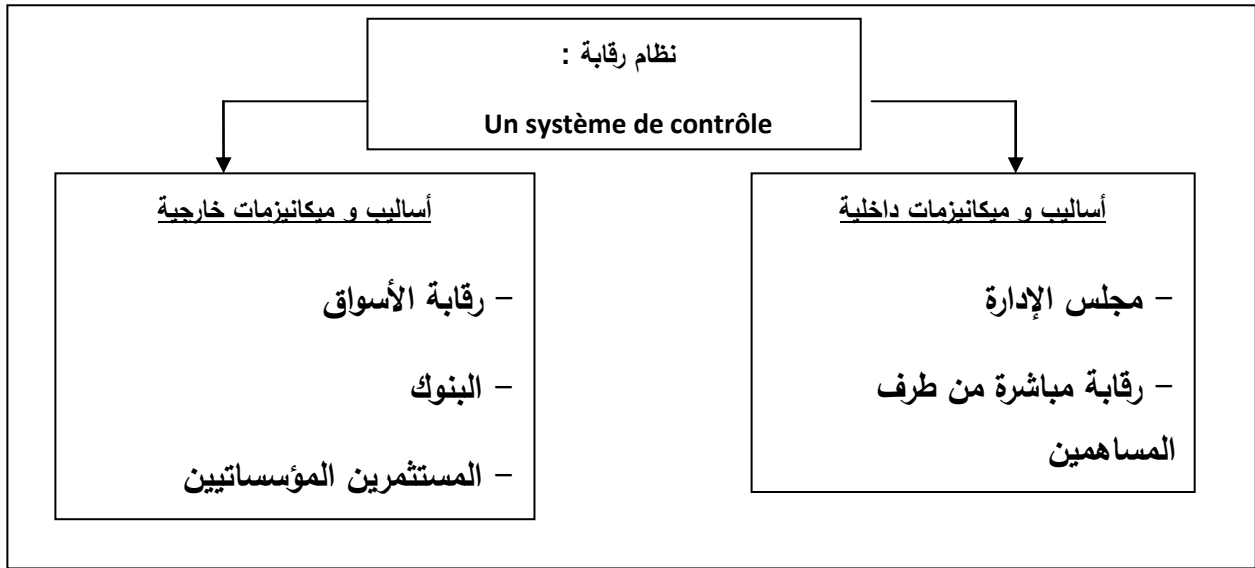 نظام رقابة :
Un système de contrôle
أساليب و ميكانيزمات داخلية
– مجلس الإدارة
– رقابة مباشرة من طرف
المساهمين
أساليب و ميكانيزمات خارجية
– رقابة الأسواق
– البنوك
– المستثمرين المؤسساتيين